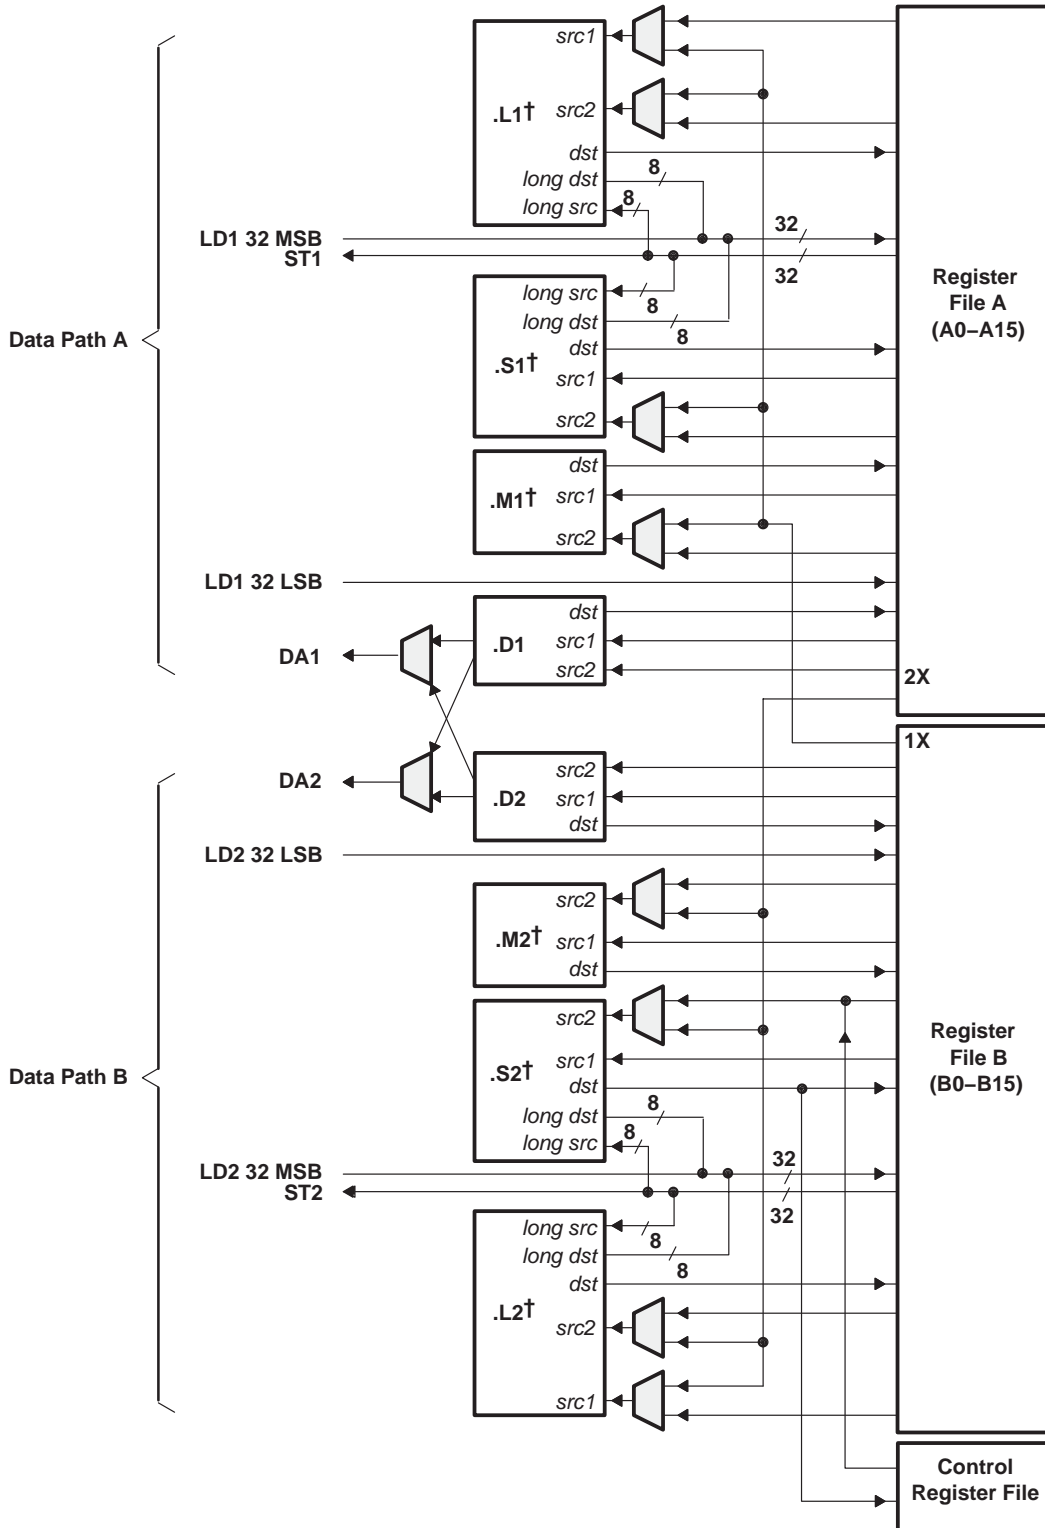 src1
.L1†
src2
dst
long dst
8
long src
8
LD1 32 MSB
32
ST1
32
Register
File A
(A0−A15)
long src
8
long dst
8
Data Path A
dst
.S1†
src1
src2
dst
.M1†
src1
src2
LD1 32 LSB
dst
.D1
src1
src2
DA1
2X
1X
src2
DA2
.D2
src1
dst
LD2 32 LSB
src2
.M2†
src1
dst
src2
Register
File B
(B0−B15)
src1
.S2†
dst
Data Path B
long dst
8
long src
8
LD2 32 MSB
32
ST2
32
long src
8
long dst
8
dst
.L2†
src2
src1
Control
Register File